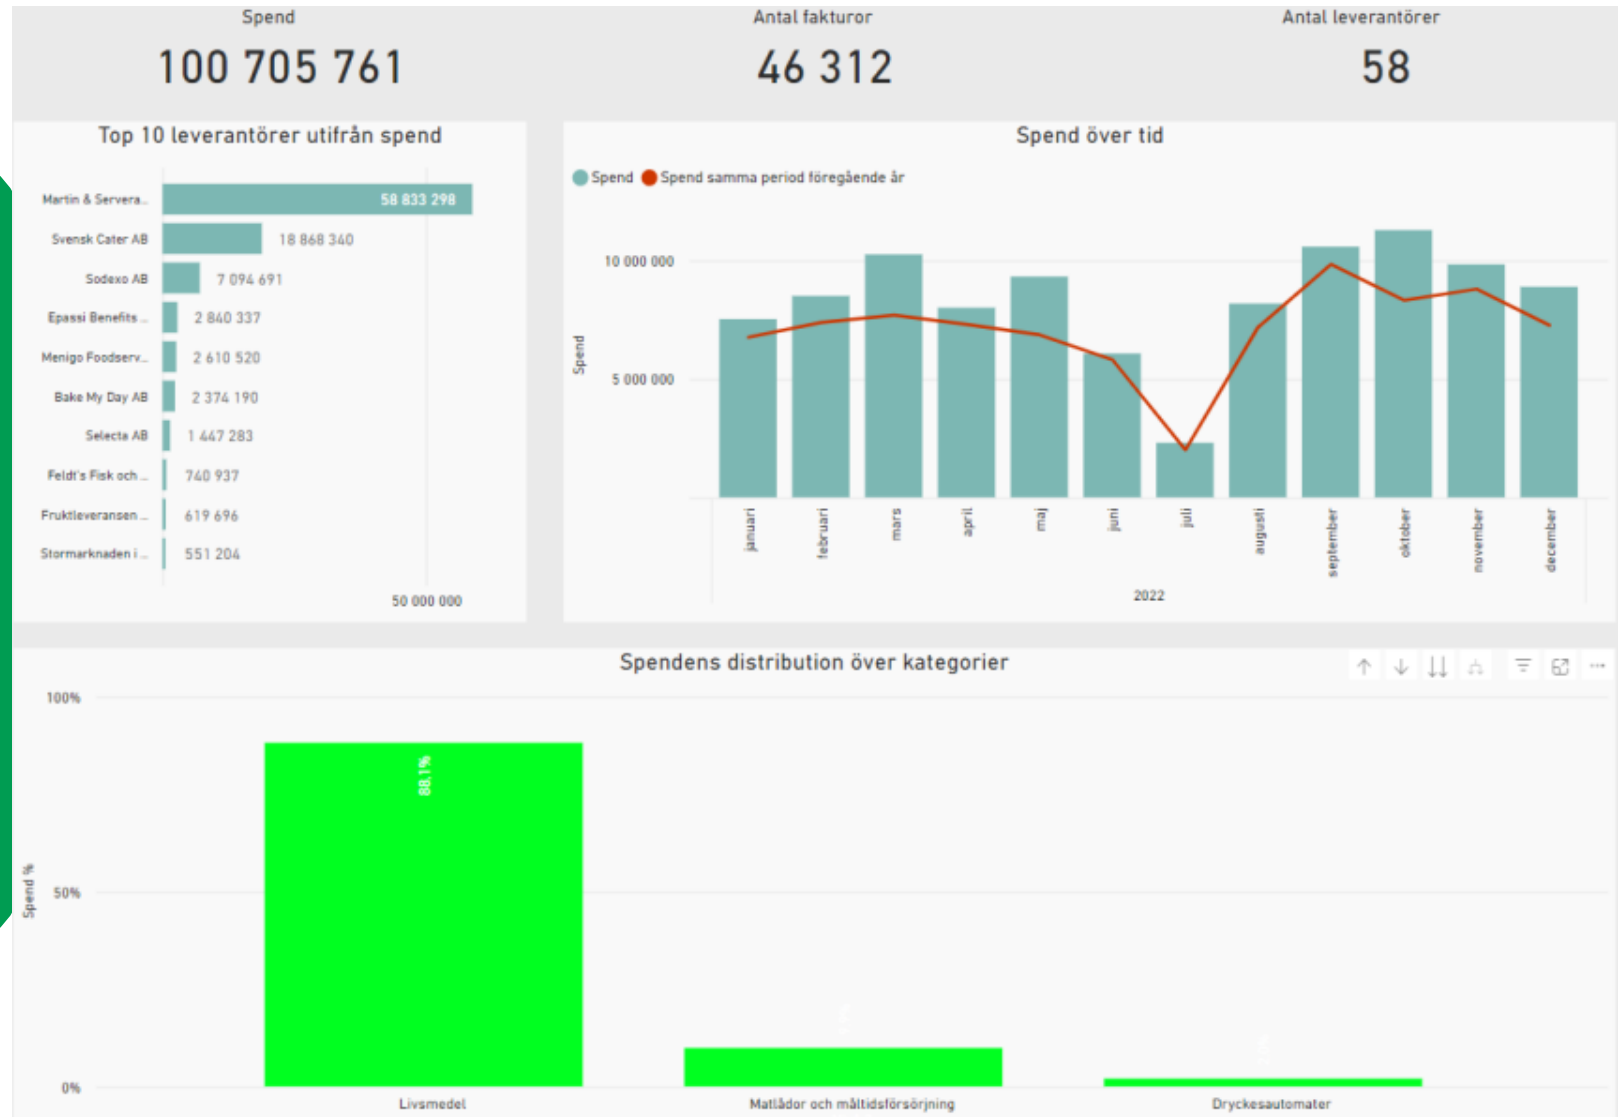 Spend
100 705 761
Antal fakturor
46 312
Antal leverantörer
58
Top 10 leverantörer utifrån spend
Martin & Servera... 58 833 298
Svensk Cater AB 18 868 340
Sodexo AB 7 094 691
Epassi Benefits ... 2 840 337
Menigo Foodserv... 2 610 520
Bake My Day AB 2 374 190
Selecta AB 1 447 283
Feldt's Fisk och ... 740 937
Fruktleveransen ... 619 696
Stormarknaden i ... 551 204
50 000 000
Spend över tid
Spend Spend samma period föregående år
Spend
10 000 000
5 000 000
januari februari mars april maj juni juli augusti september oktober november december
2022
Spendens distribution över kategorier
Spend %
100%
50%
0%
88.1%
Livsmedel Matlådor och måltidsförsörjning Dryckesautomater